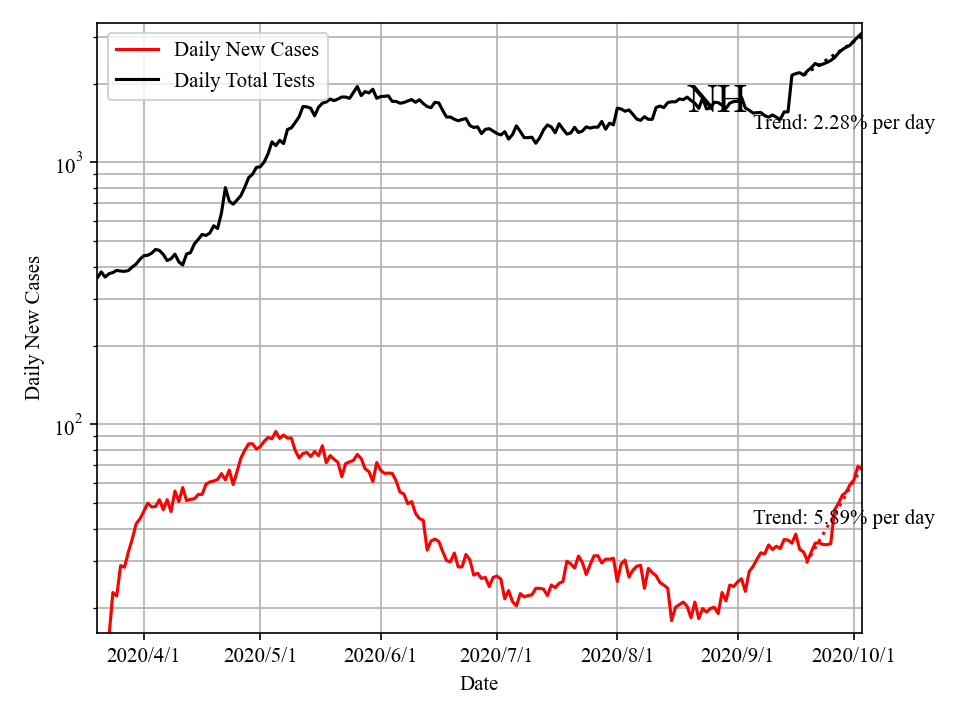 Daily New Cases
Daily Total Tests
NH
Trend: 2.28% per day
10³
Daily New Cases
10²
Trend: 5.89% per day
2020/4/1 2020/5/1 2020/6/1 2020/7/1 2020/8/1 2020/9/1 2020/10/1
Date